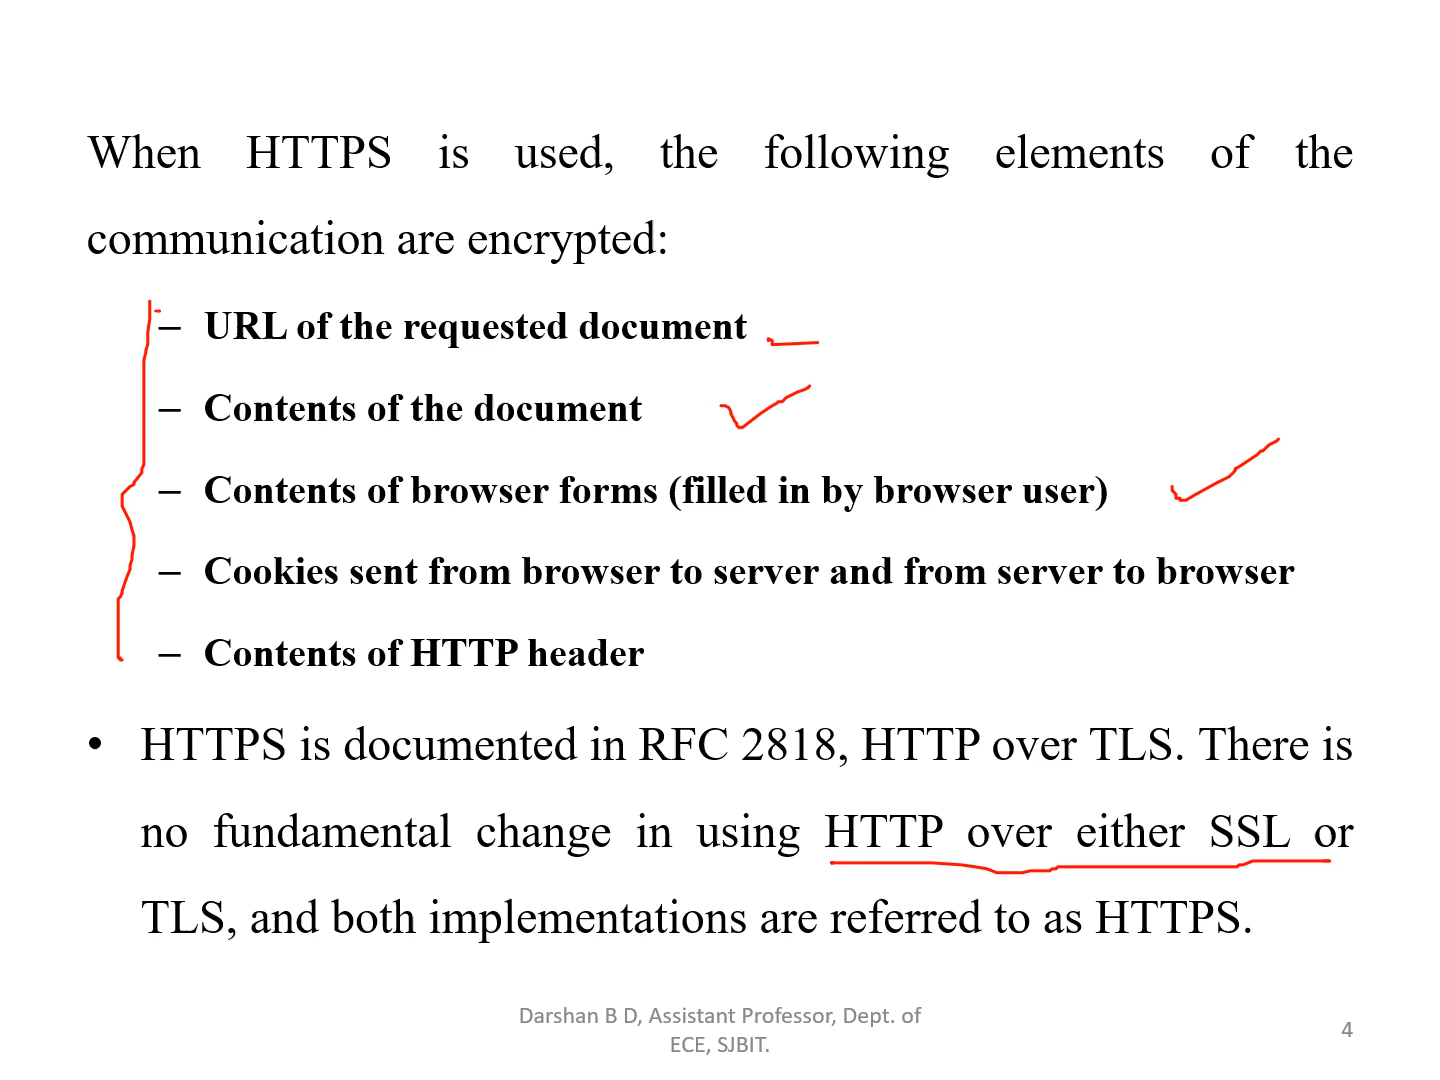 When HTTPS is used, the following elements of the
communication are encrypted:
– URL of the requested document
– Contents of the document
– Contents of browser forms (filled in by browser user)
– Cookies sent from browser to server and from server to browser
– Contents of HTTP header
• HTTPS is documented in RFC 2818, HTTP over TLS. There is
no fundamental change in using HTTP over either SSL or
TLS, and both implementations are referred to as HTTPS.
Darshan B D, Assistant Professor, Dept. of
ECE, SJBIT.
4